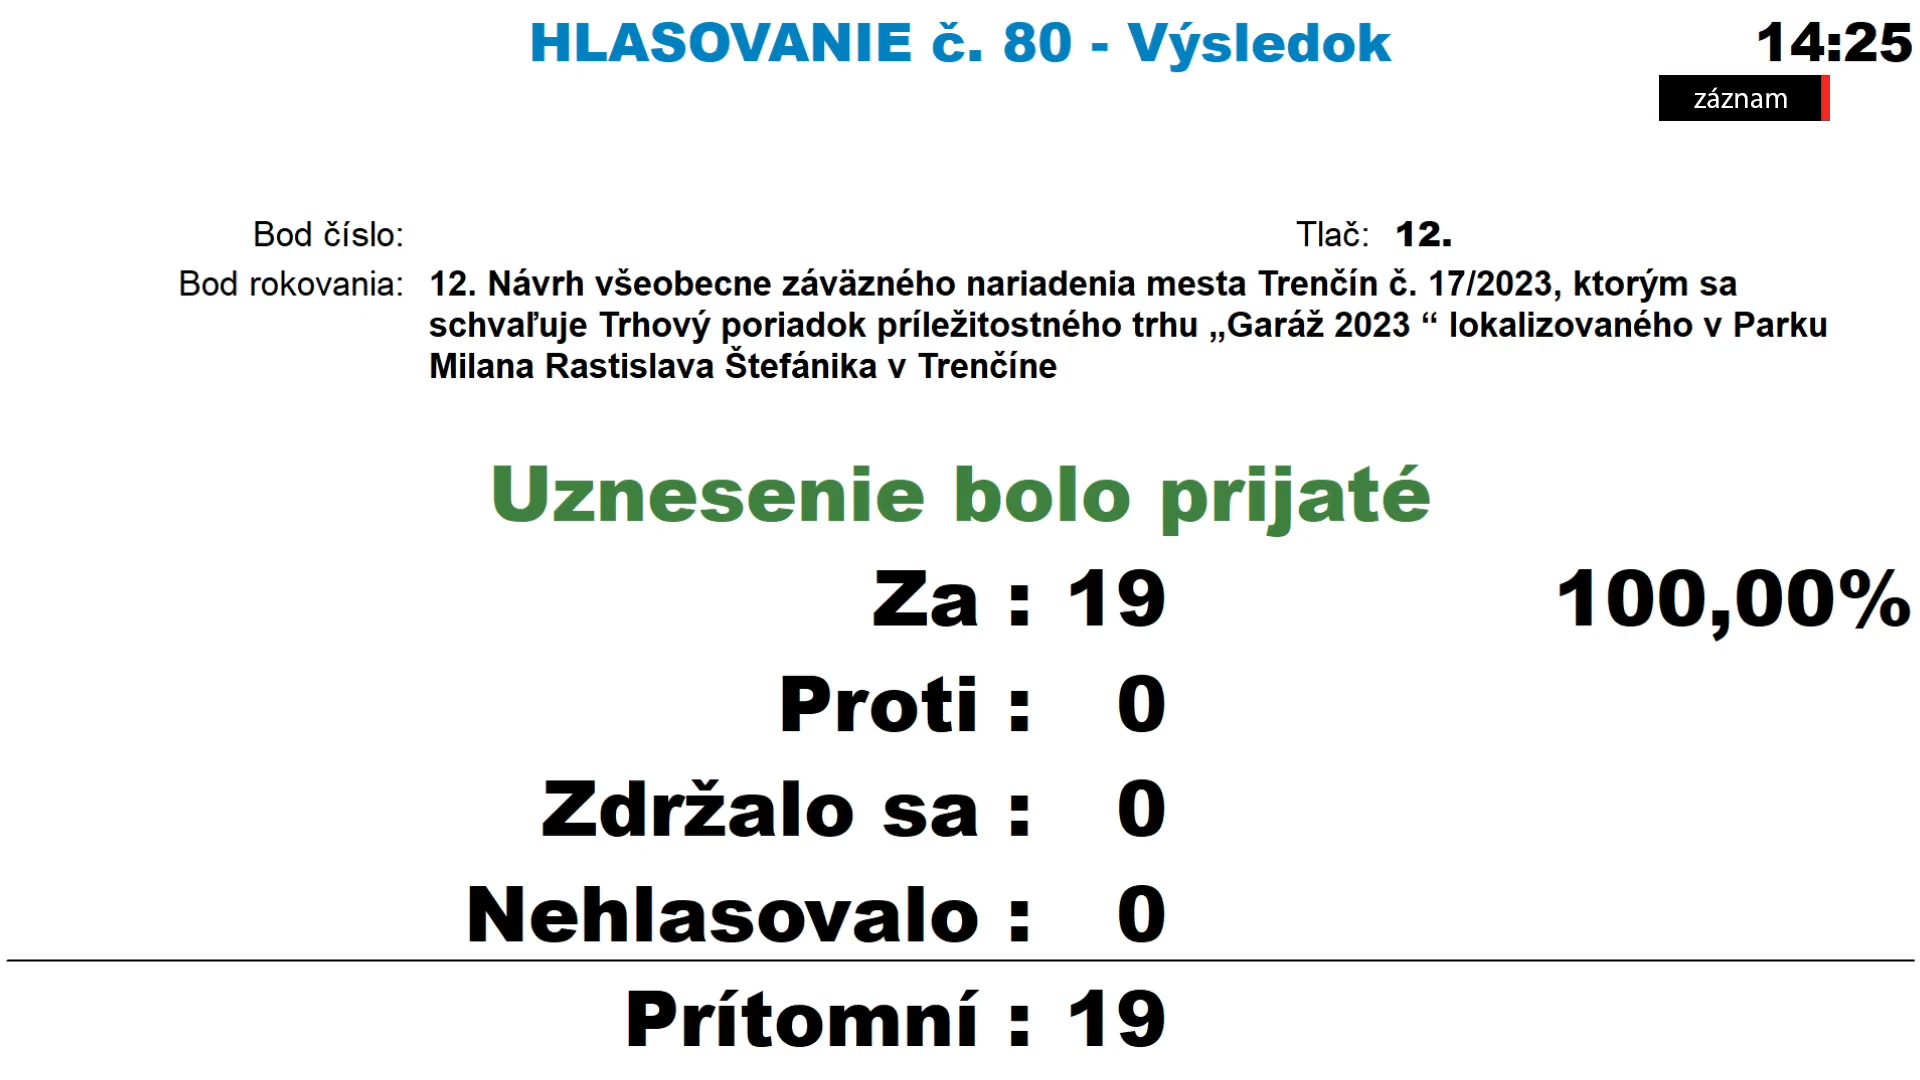 HLASOVANIE č. 80 - Výsledok
14:25
záznam
Bod číslo:
Tlač: 12.
Bod rokovania: 12. Návrh všeobecne záväzného nariadenia mesta Trenčín č. 17/2023, ktorým sa
schvaľuje Trhový poriadok príležitostného trhu „Garáž 2023 “ lokalizovaného v Parku
Milana Rastislava Štefánika v Trenčíne
Uznesenie bolo prijaté
Za : 19 100,00%
Proti : 0
Zdržalo sa : 0
Nehlasovalo : 0
Prítomní : 19